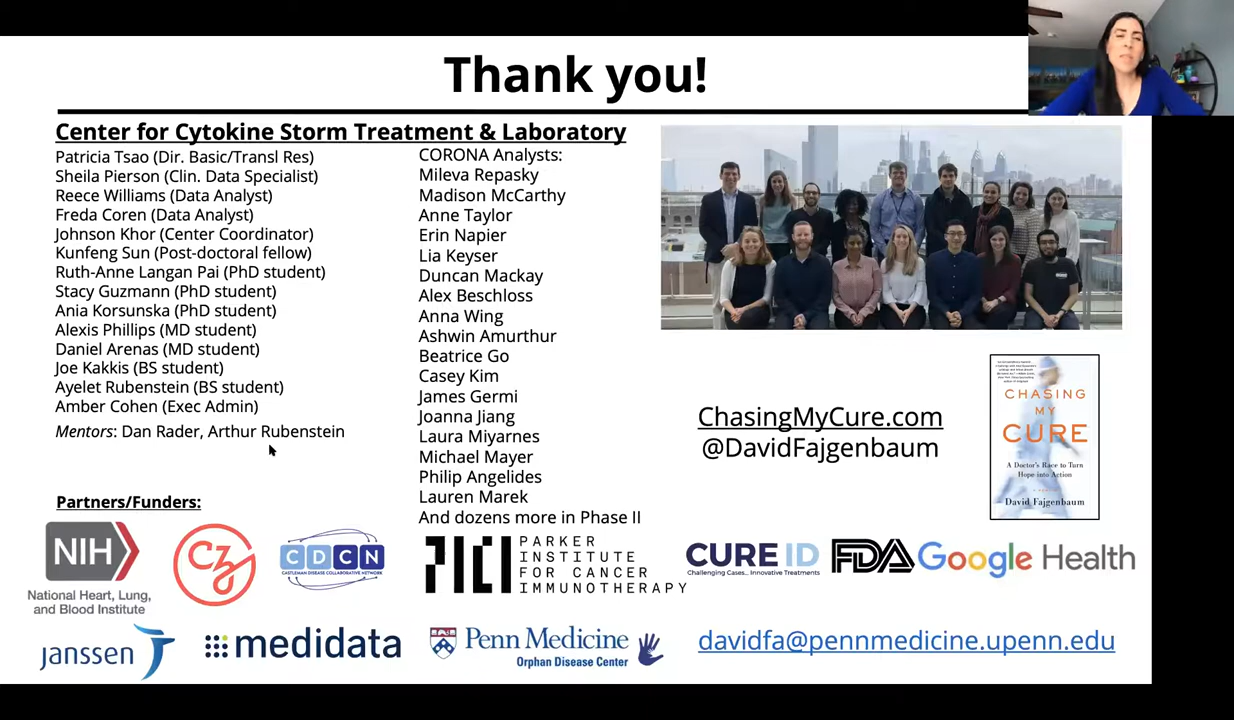 Thank you!
Center for Cytokine Storm Treatment & Laboratory
Patricia Tsao (Dir. Basic/Transl Res)
Sheila Pierson (Clin. Data Specialist)
Reece Williams (Data Analyst)
Freda Coren (Data Analyst)
Johnson Khor (Center Coordinator)
Kunfeng Sun (Post-doctoral fellow)
Ruth-Anne Langan Pai (PhD student)
Stacy Guzmann (PhD student)
Ania Korsunska (PhD student)
Alexis Phillips (MD student)
Daniel Arenas (MD student)
Joe Kakkis (BS student)
Ayelet Rubenstein (BS student)
Amber Cohen (Exec Admin)
Mentors: Dan Rader, Arthur Rubenstein
CORONA Analysts:
Mileva Repasky
Madison McCarthy
Anne Taylor
Erin Napier
Lia Keyser
Duncan Mackay
Alex Beschloss
Anna Wing
Ashwin Amurthur
Beatrice Go
Casey Kim
James Germi
Joanna Jiang
Laura Miyarnes
Michael Mayer
Philip Angelides
Lauren Marek
And dozens more in Phase II
ChasingMyCure.com
@DavidFajgenbaum
CHASING
MY
CURE
A Doctor's Race to Turn
Hope into Action
David Fajgenbaum
Partners/Funders:
NIH
National Heart, Lung,
and Blood Institute
CZ
CDCN
CASTLEMAN DISEASE COLLABORATIVE NETWORK
PICI
PARKER
INSTITUTE
FOR CANCER
IMMUNOTHERAPY
CURE ID
Challenging Cases... Innovative Treatments
FDA
Google Health
janssen
medidata
Penn Medicine
Orphan Disease Center
davidfa@pennmedicine.upenn.edu